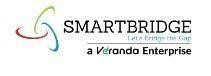 SMARTBRIDGE
Let's Bridge the Gap
a Veranda Enterprise